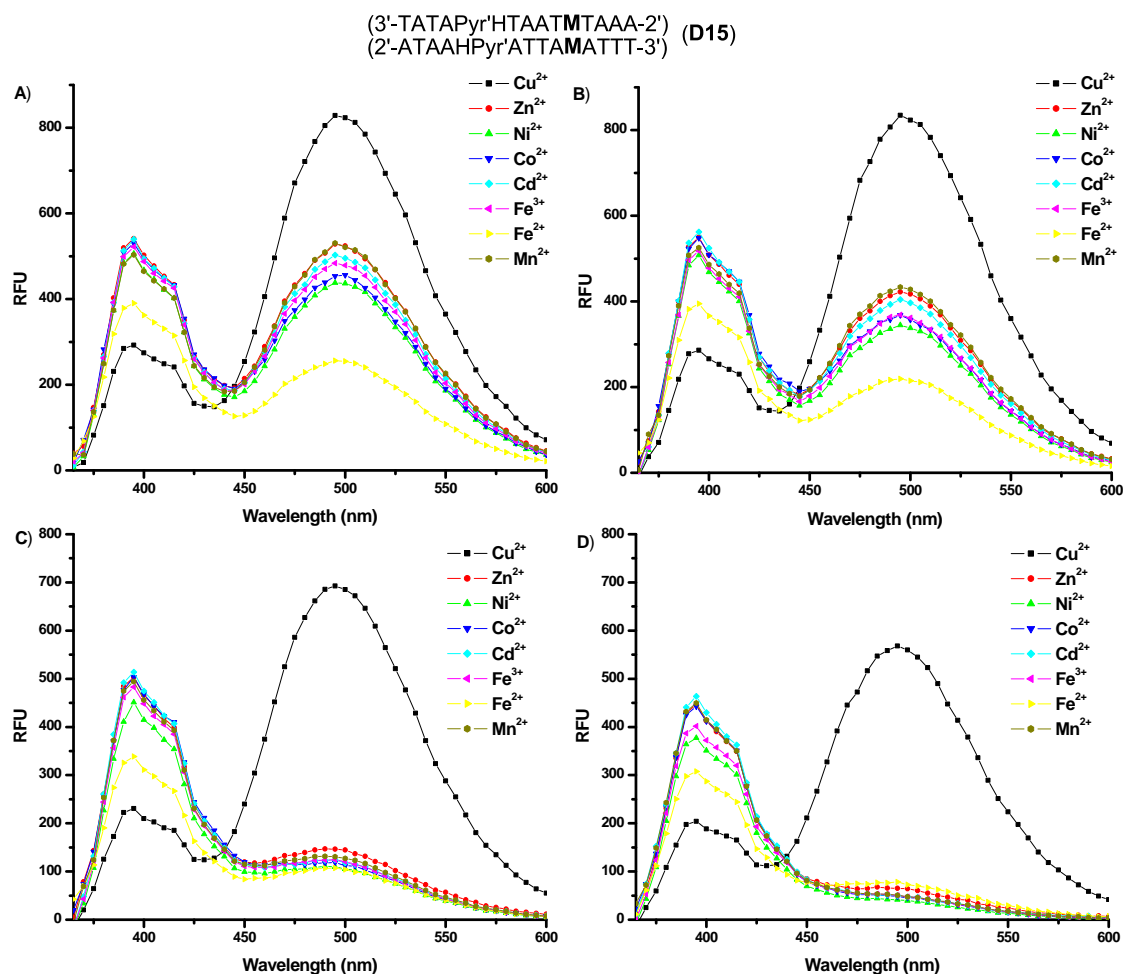 (3'-TATAPyr'HTAATMTAAA-2')
(2'-ATAAHPyr'ATTAMATTT-3') (D15)
A)
Cu²⁺
Zn²⁺
Ni²⁺
Co²⁺
Cd²⁺
Fe³⁺
Fe²⁺
Mn²⁺
800
600
400
200
0
RFU
400 450 500 550 600
Wavelength (nm)
B)
Cu²⁺
Zn²⁺
Ni²⁺
Co²⁺
Cd²⁺
Fe³⁺
Fe²⁺
Mn²⁺
800
600
400
200
0
RFU
400 450 500 550 600
Wavelength (nm)
C)
Cu²⁺
Zn²⁺
Ni²⁺
Co²⁺
Cd²⁺
Fe³⁺
Fe²⁺
Mn²⁺
800
700
600
500
400
300
200
100
0
RFU
400 450 500 550 600
Wavelength (nm)
D)
Cu²⁺
Zn²⁺
Ni²⁺
Co²⁺
Cd²⁺
Fe³⁺
Fe²⁺
Mn²⁺
800
700
600
500
400
300
200
100
0
RFU
400 450 500 550 600
Wavelength (nm)